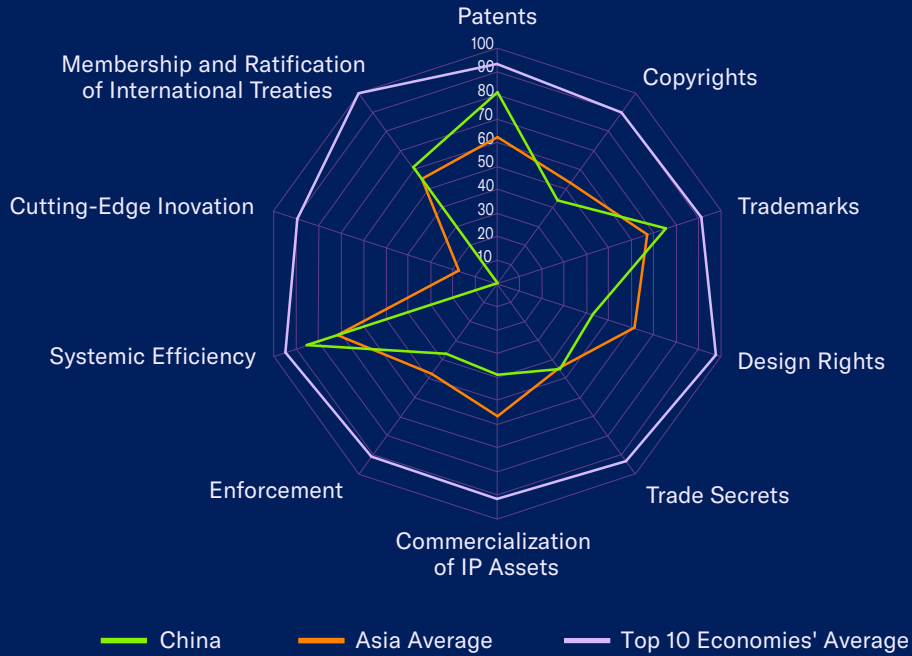 Patents
100
90
80
70
60
50
40
30
20
10
Copyrights
Trademarks
Design Rights
Trade Secrets
Commercialization
of IP Assets
Enforcement
Systemic Efficiency
Cutting-Edge Inovation
Membership and Ratification
of International Treaties
China
Asia Average
Top 10 Economies' Average